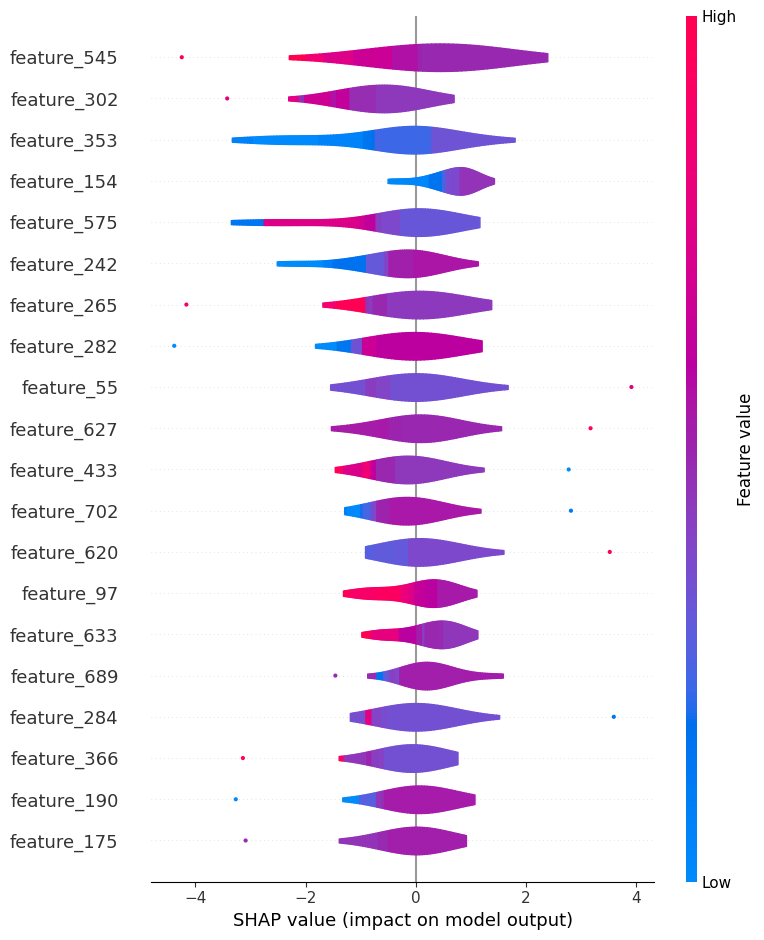 High
feature_545
feature_302
feature_353
feature_154
feature_575
feature_242
feature_265
feature_282
feature_55
feature_627
feature_433
feature_702
feature_620
feature_97
feature_633
feature_689
feature_284
feature_366
feature_190
feature_175
Feature value
Low
−4 −2 0 2 4
SHAP value (impact on model output)